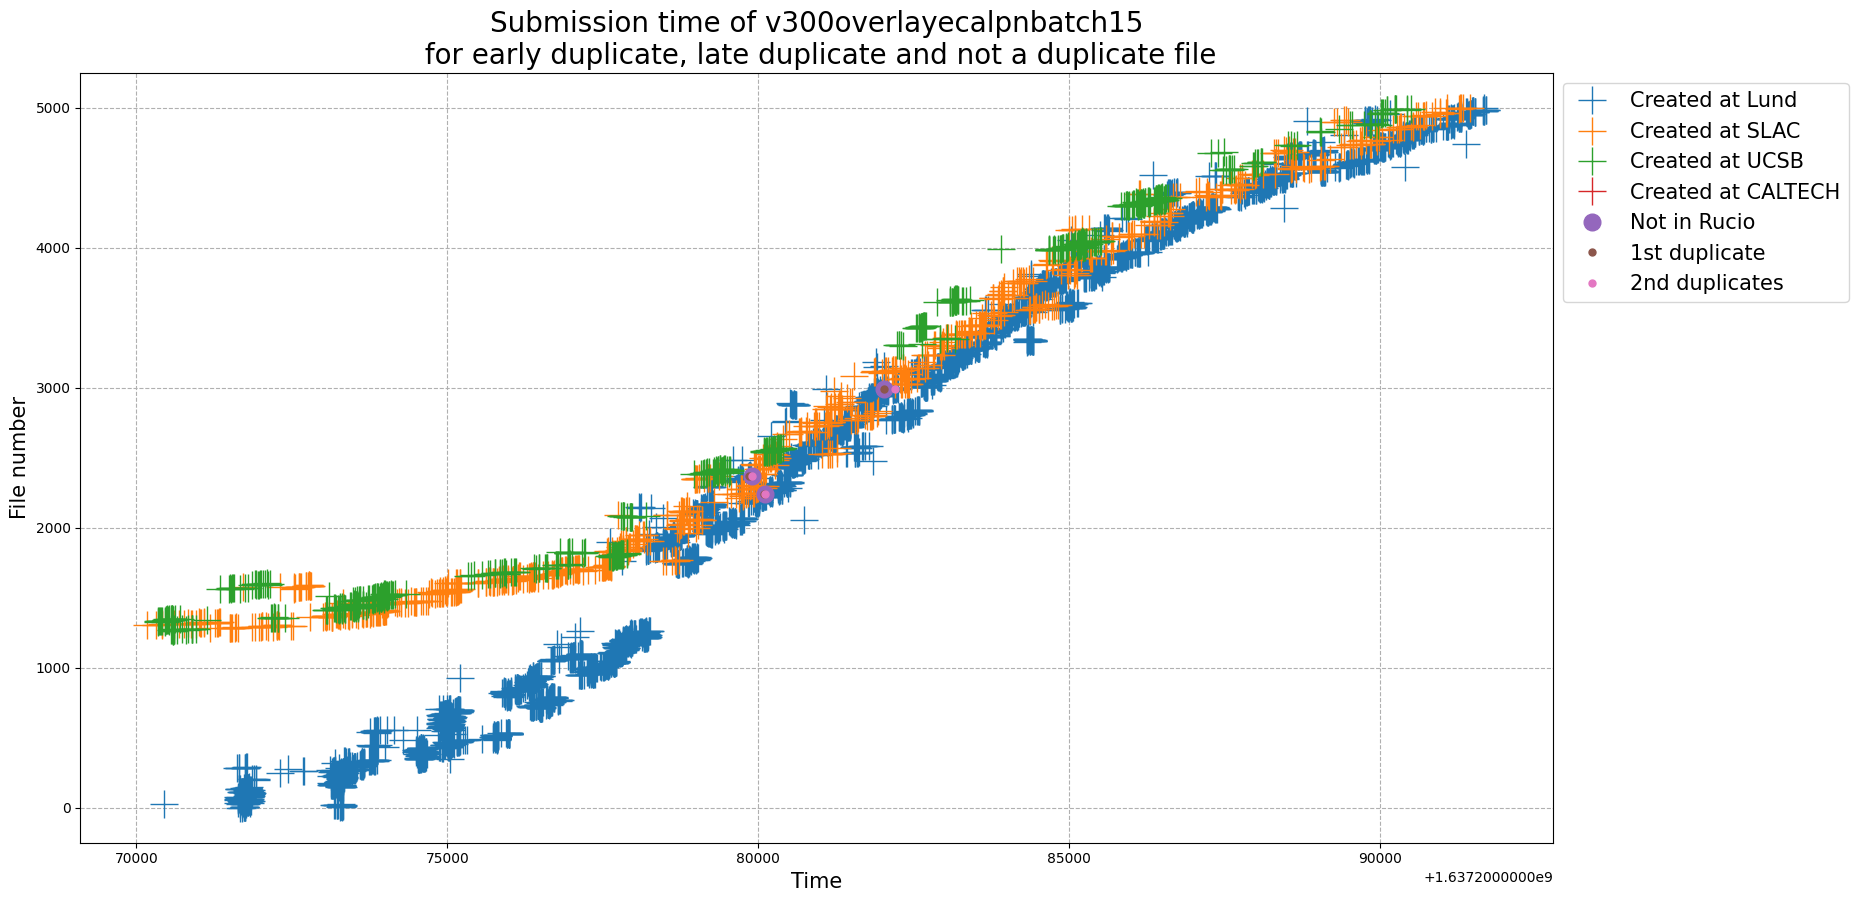 Submission time of v300overlayecalpnbatch15
for early duplicate, late duplicate and not a duplicate file
File number
5000
4000
3000
2000
1000
0
70000
75000
80000
85000
90000
Time
+1.6372000000e9
Created at Lund
Created at SLAC
Created at UCSB
Created at CALTECH
Not in Rucio
1st duplicate
2nd duplicates